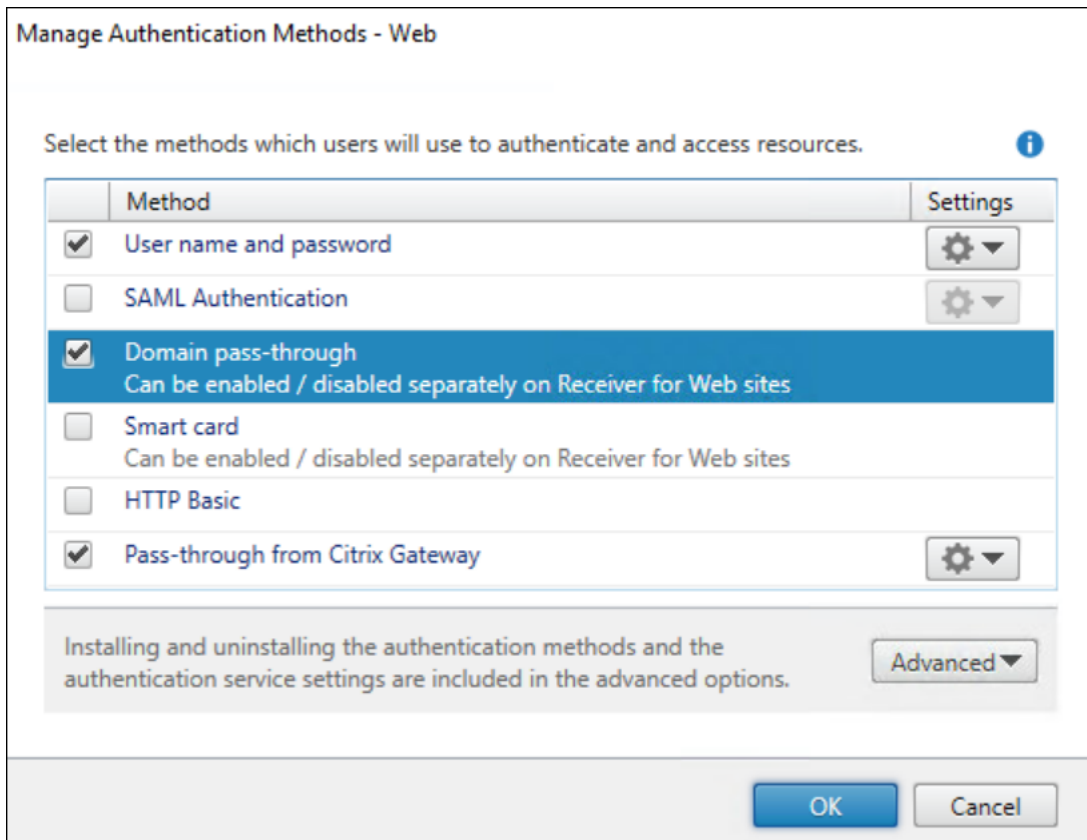 Manage Authentication Methods - Web
Select the methods which users will use to authenticate and access resources.
Method Settings
User name and password
SAML Authentication
Domain pass-through
Can be enabled / disabled separately on Receiver for Web sites
Smart card
Can be enabled / disabled separately on Receiver for Web sites
HTTP Basic
Pass-through from Citrix Gateway
Installing and uninstalling the authentication methods and the
authentication service settings are included in the advanced options.
Advanced
OK Cancel